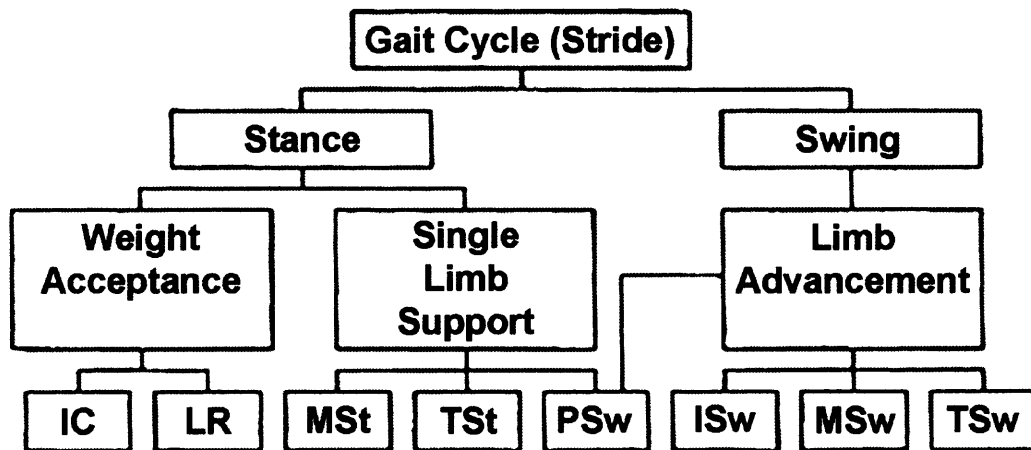 Gait Cycle (Stride)
Stance
Swing
Weight
Acceptance
Single
Limb
Support
Limb
Advancement
IC
LR
MSt
TSt
PSw
ISw
MSw
TSw